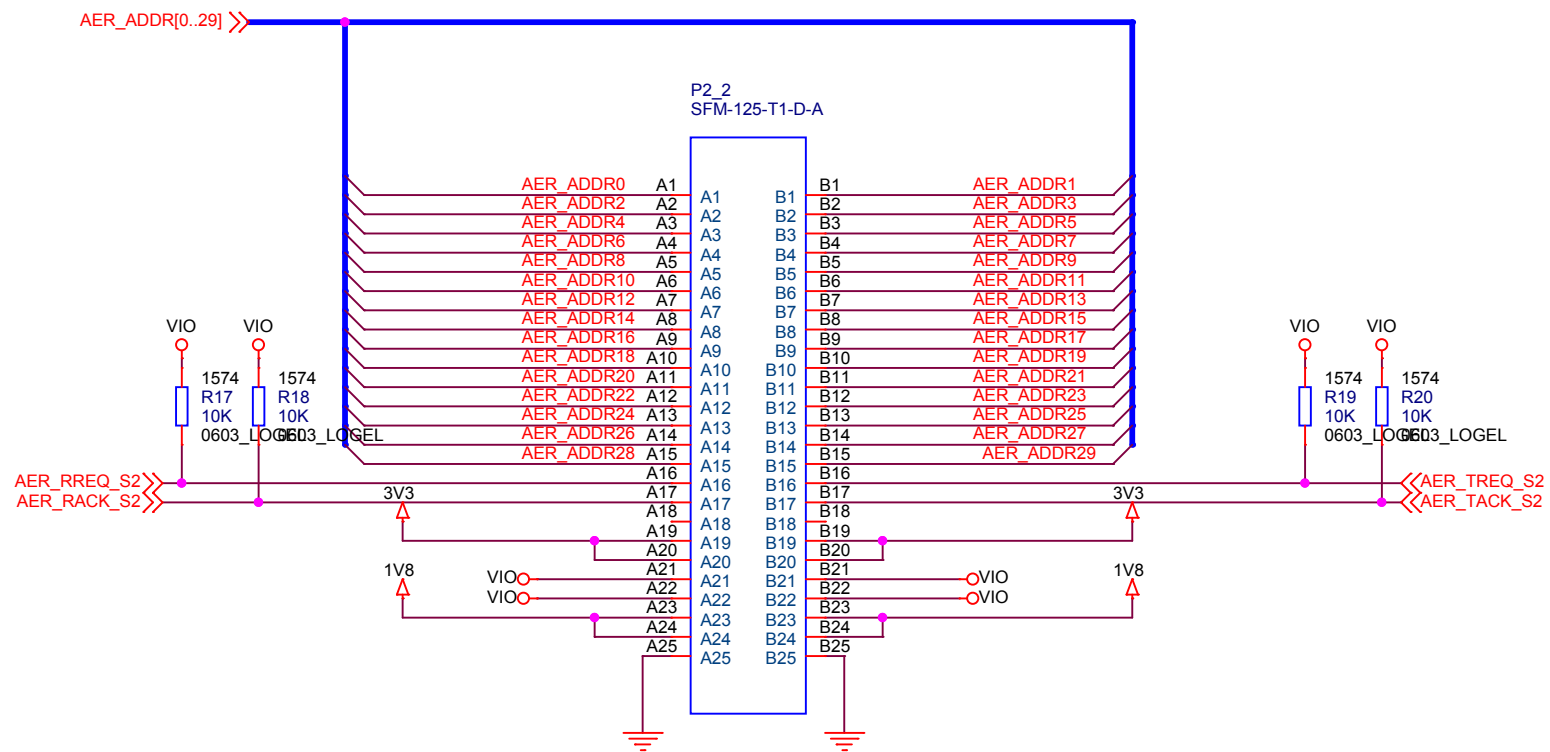 AER_ADDR[0..29]
P2_2
SFM-125-T1-D-A
AER_ADDR0 A1 A1 B1 B1 AER_ADDR1
AER_ADDR2 A2 A2 B2 B2 AER_ADDR3
AER_ADDR4 A3 A3 B3 B3 AER_ADDR5
AER_ADDR6 A4 A4 B4 B4 AER_ADDR7
AER_ADDR8 A5 A5 B5 B5 AER_ADDR9
AER_ADDR10 A6 A6 B6 B6 AER_ADDR11
AER_ADDR12 A7 A7 B7 B7 AER_ADDR13
AER_ADDR14 A8 A8 B8 B8 AER_ADDR15
AER_ADDR16 A9 A9 B9 B9 AER_ADDR17
AER_ADDR18 A10 A10 B10 B10 AER_ADDR19
AER_ADDR20 A11 A11 B11 B11 AER_ADDR21
AER_ADDR22 A12 A12 B12 B12 AER_ADDR23
AER_ADDR24 A13 A13 B13 B13 AER_ADDR25
AER_ADDR26 A14 A14 B14 B14 AER_ADDR27
AER_ADDR28 A15 A15 B15 B15 AER_ADDR29
A16 A16 B16 B16
A17 A17 B17 B17
A18 A18 B18 B18
A19 A19 B19 B19
A20 A20 B20 B20
VIO A21 A21 B21 B21 VIO
VIO A22 A22 B22 B22 VIO
A23 A23 B23 B23
A24 A24 B24 B24
A25 A25 B25 B25
VIO
1574
R17
10K
0603_LOGEL
VIO
1574
R18
10K
0603_LOGEL
AER_RREQ_S2
AER_RACK_S2
3V3
1V8
VIO
1574
R19
10K
0603_LOGEL
VIO
1574
R20
10K
0603_LOGEL
AER_TREQ_S2
AER_TACK_S2
3V3
1V8